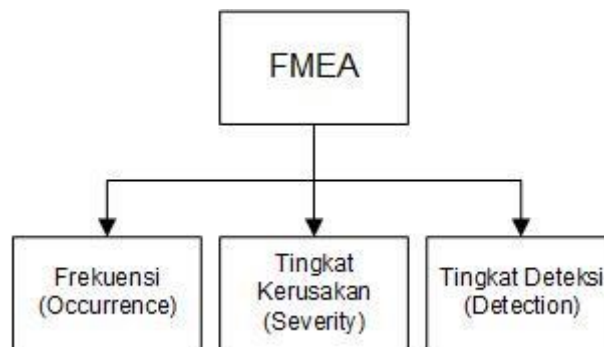 FMEA
Frekuensi
(Occurrence)
Tingkat
Kerusakan
(Severity)
Tingkat Deteksi
(Detection)